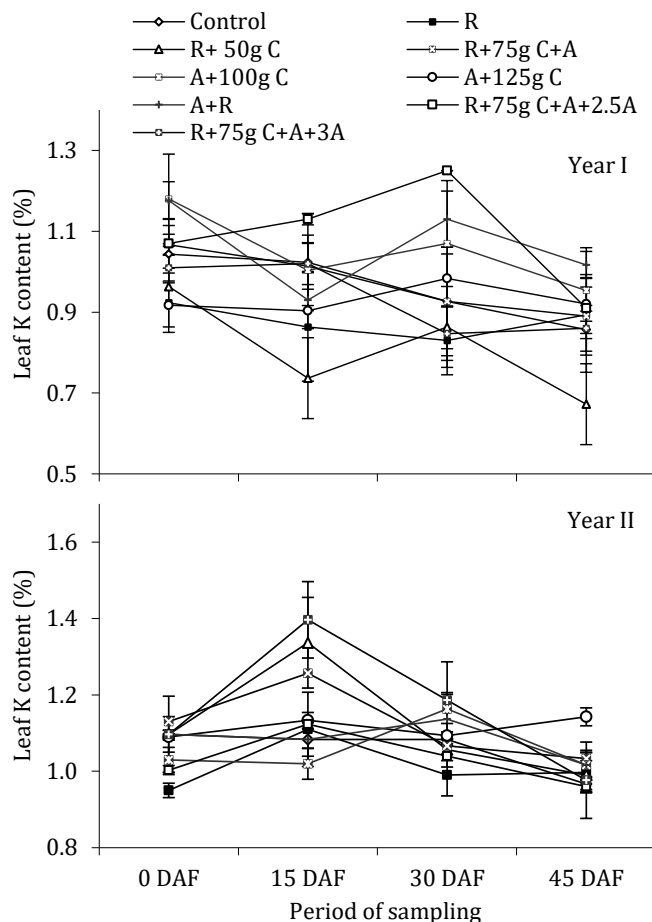 Control
R
R+ 50g C
R+75g C+A
A+100g C
A+125g C
A+R
R+75g C+A+2.5A
R+75g C+A+3A
Year I
Leaf K content (%)
1.3
1.1
0.9
0.7
0.5
Year II
Leaf K content (%)
1.6
1.4
1.2
1.0
0.8
0 DAF 15 DAF 30 DAF 45 DAF
Period of sampling